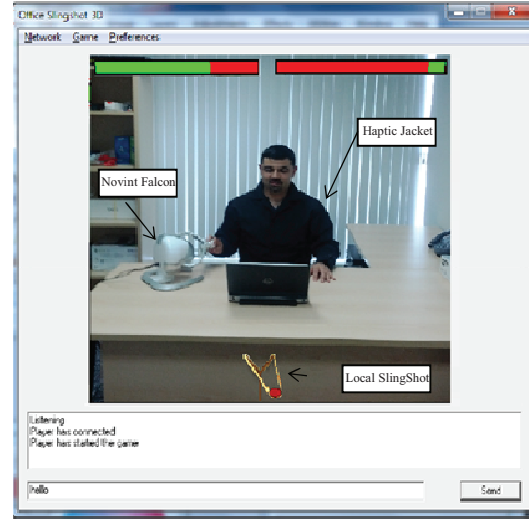 Office Slingshot 3D
Network Game Preferences
Haptic Jacket
Novint Falcon
Local SlingShot
Listening
Player has connected
Player has started the game
hello
Send